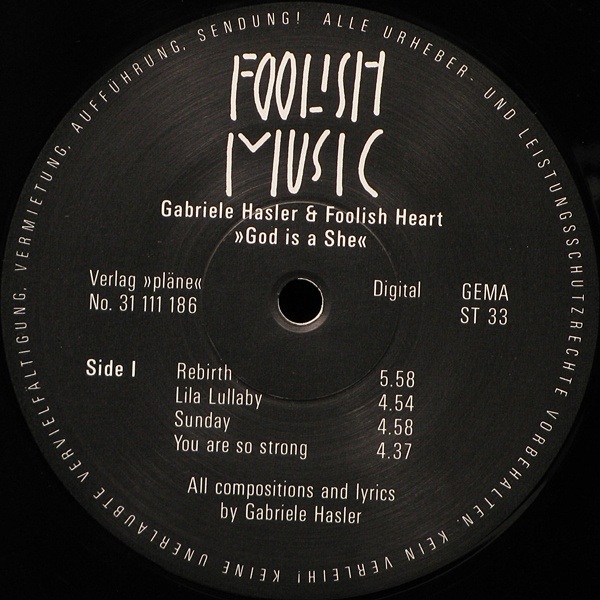 FOOLISH
MUSIC
Gabriele Hasler & Foolish Heart
»God is a She«
Verlag »pläne«
No. 31 111 186
Digital
GEMA
ST 33
Side I
Rebirth 5.58
Lila Lullaby 4.54
Sunday 4.58
You are so strong 4.37
All compositions and lyrics
by Gabriele Hasler
ALLE URHEBER- UND LEISTUNGSSCHUTZRECHTE VORBEHALTEN. KEIN VERLEIH! KEINE UNERLAUBTE VERVIELFÄLTIGUNG, VERMIETUNG, AUFFÜHRUNG, SENDUNG!